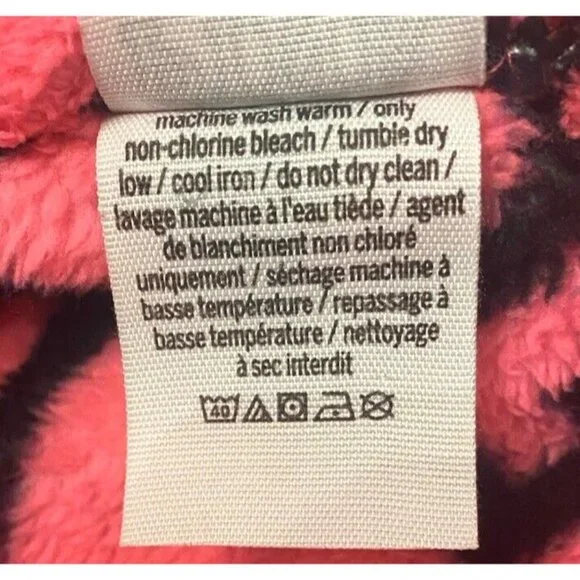 machine wash warm / only
non-chlorine bleach / tumble dry
low / cool iron / do not dry clean /
lavage machine à l'eau tiède / agent
de blanchiment non chloré
uniquement / séchage machine à
basse température / repassage à
basse température / nettoyage
à sec interdit
40